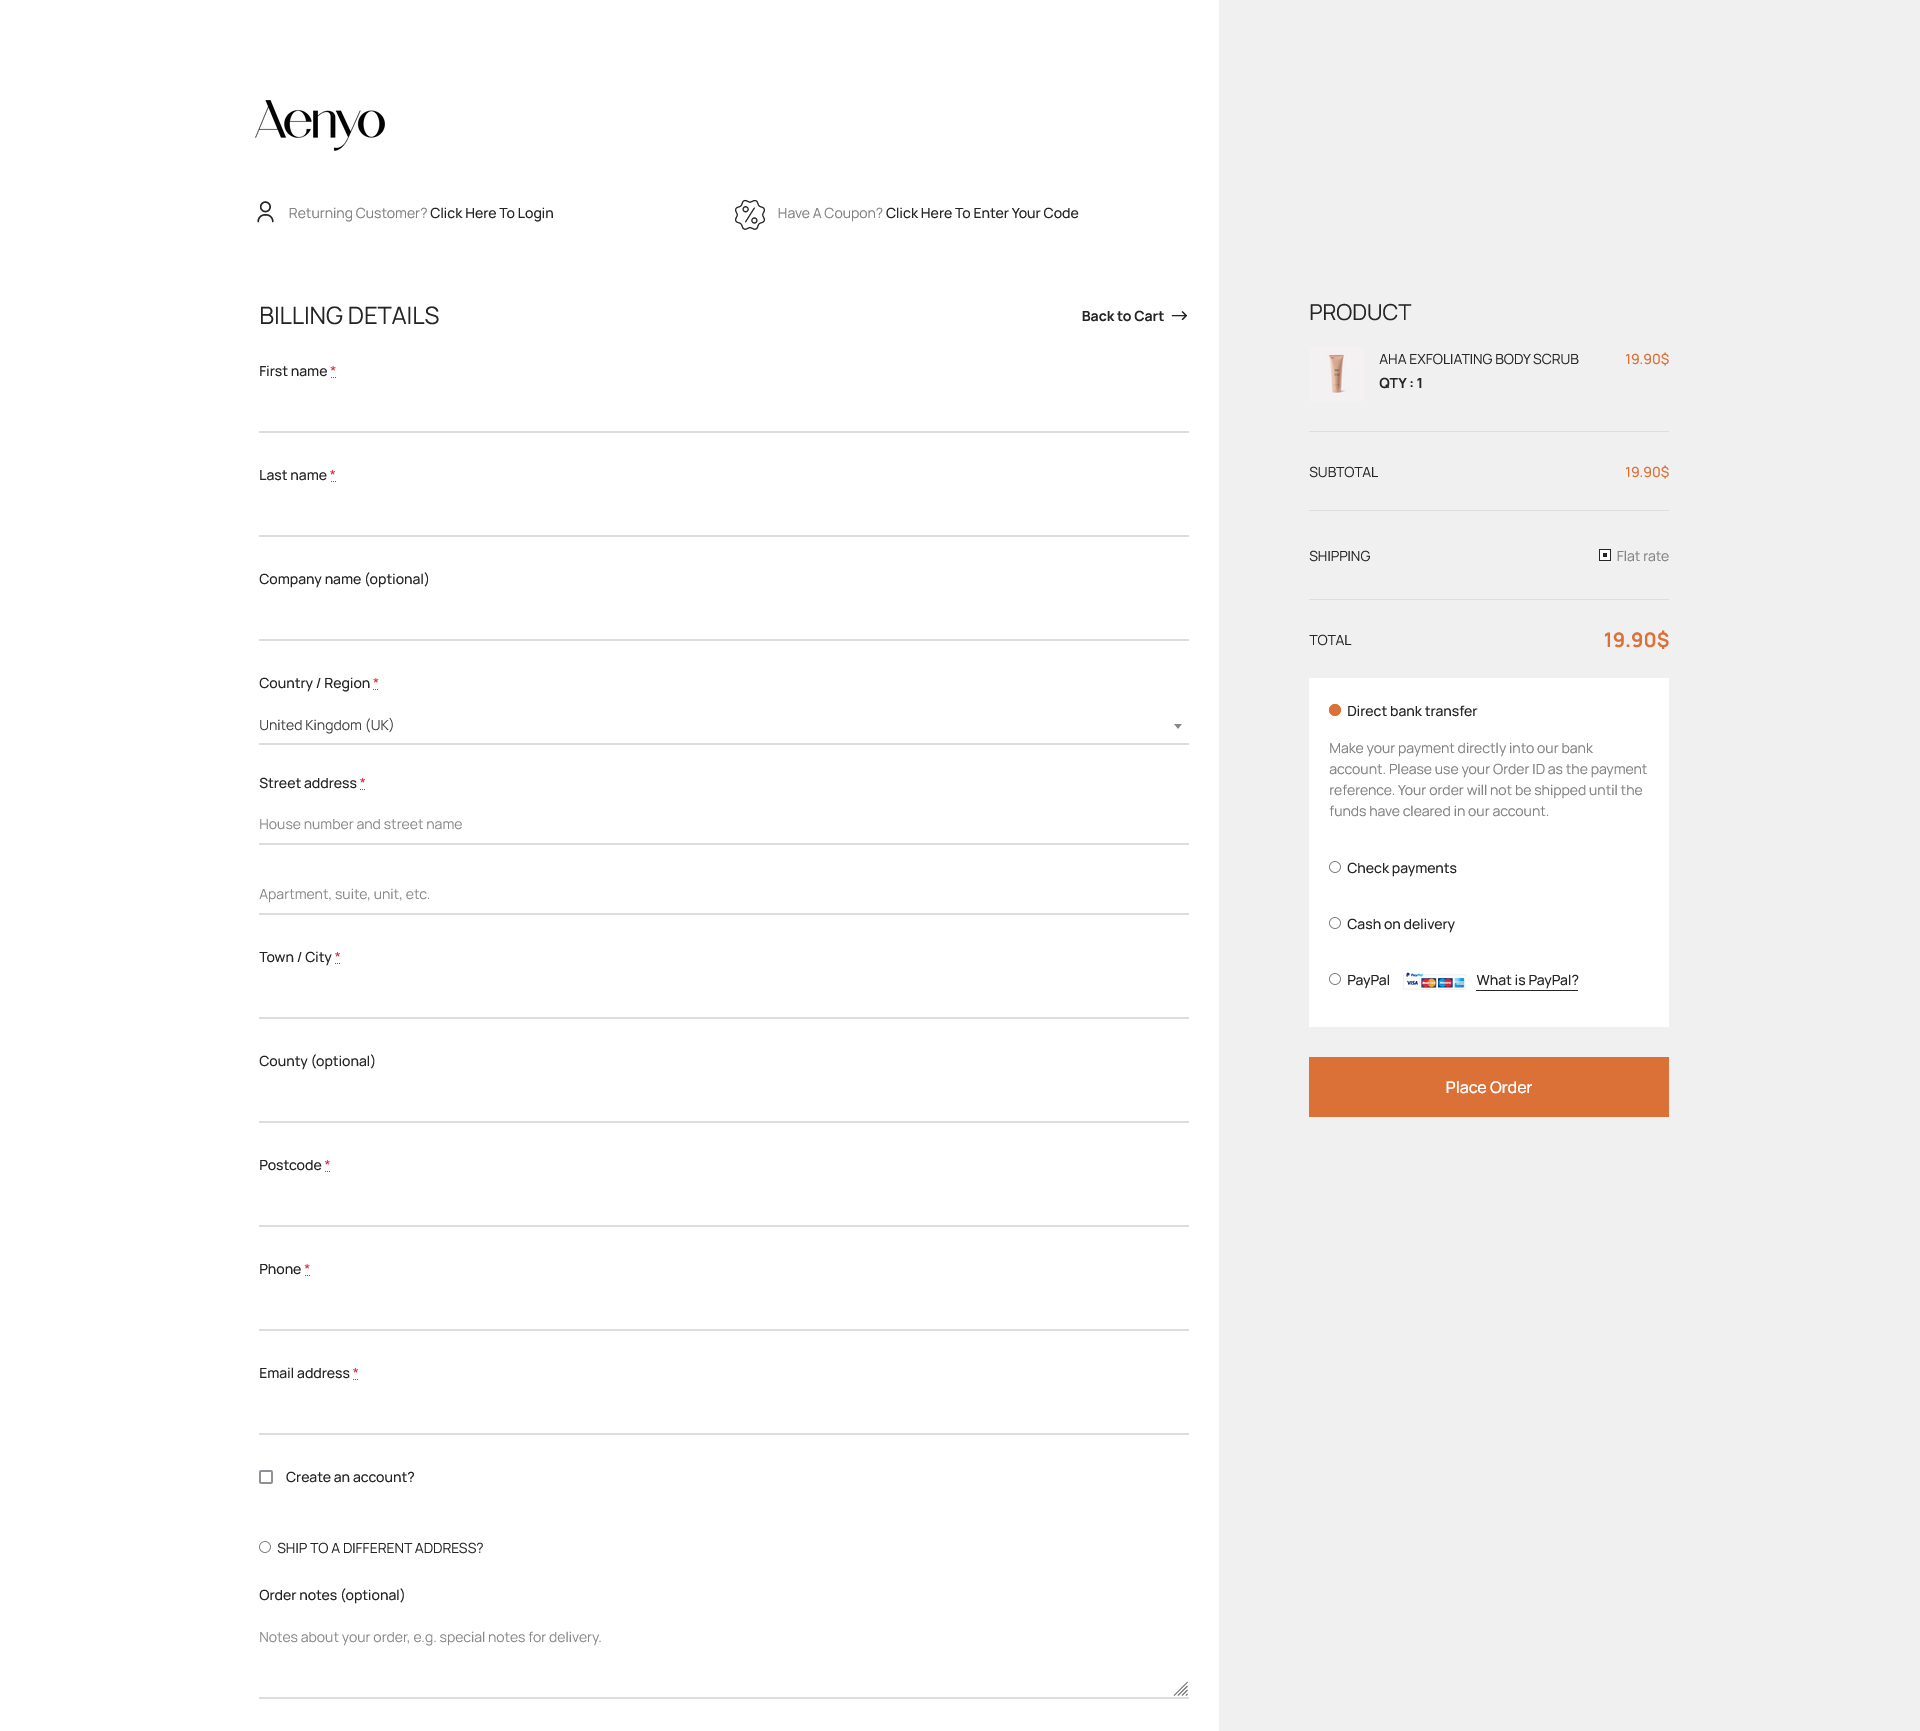 Aenyo
Returning Customer? Click Here To Login
Have A Coupon? Click Here To Enter Your Code
BILLING DETAILS
Back to Cart
First name *
Last name *
Company name (optional)
Country / Region *
United Kingdom (UK)
Street address *
House number and street name
Apartment, suite, unit, etc.
Town / City *
County (optional)
Postcode *
Phone *
Email address *
Create an account?
SHIP TO A DIFFERENT ADDRESS?
Order notes (optional)
Notes about your order, e.g. special notes for delivery.
PRODUCT
AHA EXFOLIATING BODY SCRUB 19.90$
QTY : 1
SUBTOTAL 19.90$
SHIPPING Flat rate
TOTAL 19.90$
Direct bank transfer
Make your payment directly into our bank
account. Please use your Order ID as the payment
reference. Your order will not be shipped until the
funds have cleared in our account.
Check payments
Cash on delivery
PayPal PayPal VISA What is PayPal?
Place Order